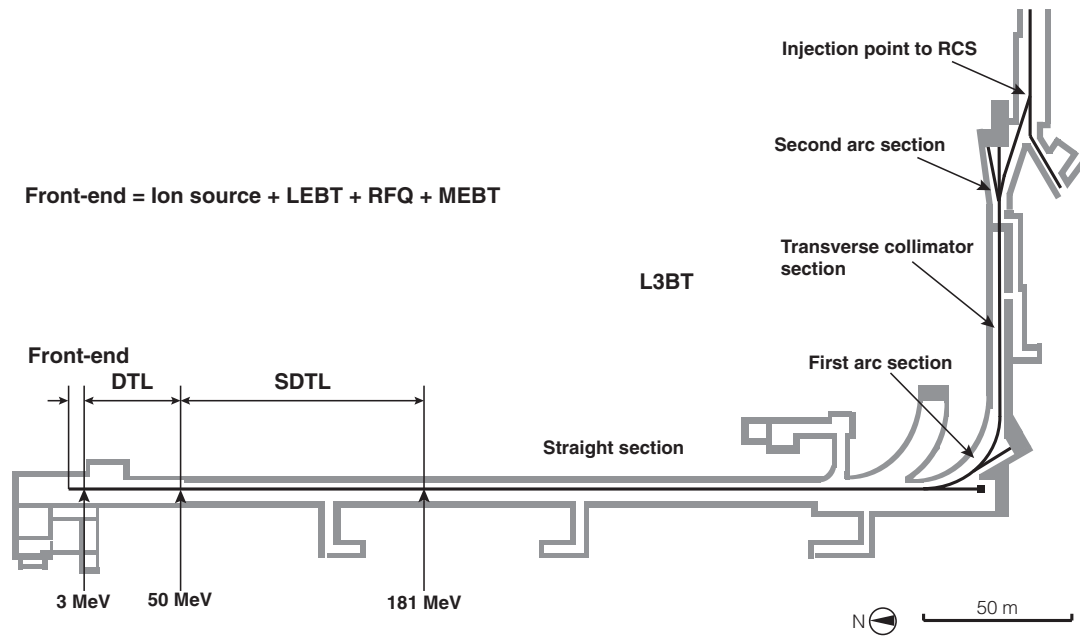 Injection point to RCS
Second arc section
Front-end = Ion source + LEBT + RFQ + MEBT
Transverse collimator
section
L3BT
Front-end
First arc section
DTL
SDTL
Straight section
3 MeV
50 MeV
181 MeV
N
50 m